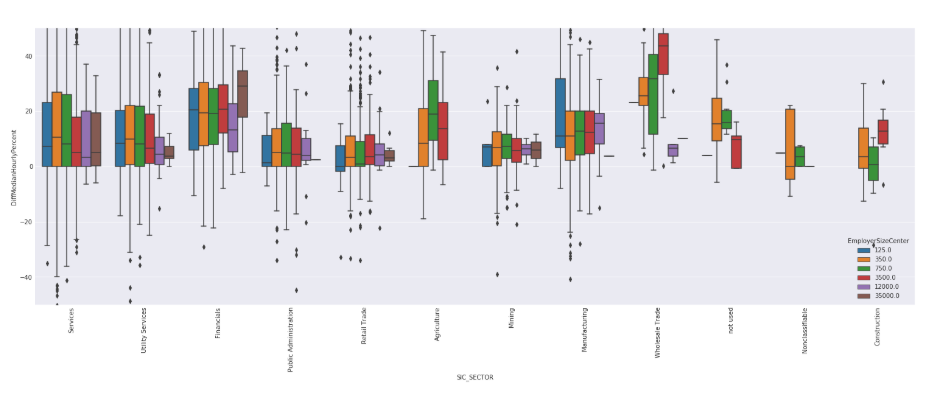 40
20
0
−20
−40
DiffMedianHourlyPercent
EmployerSizeCenter
125.0
350.0
750.0
3500.0
12000.0
35000.0
Services
Utility Services
Financials
Public Administration
Retail Trade
Agriculture
Mining
Manufacturing
Wholesale Trade
not used
Nonclassifiable
Construction
SIC_SECTOR